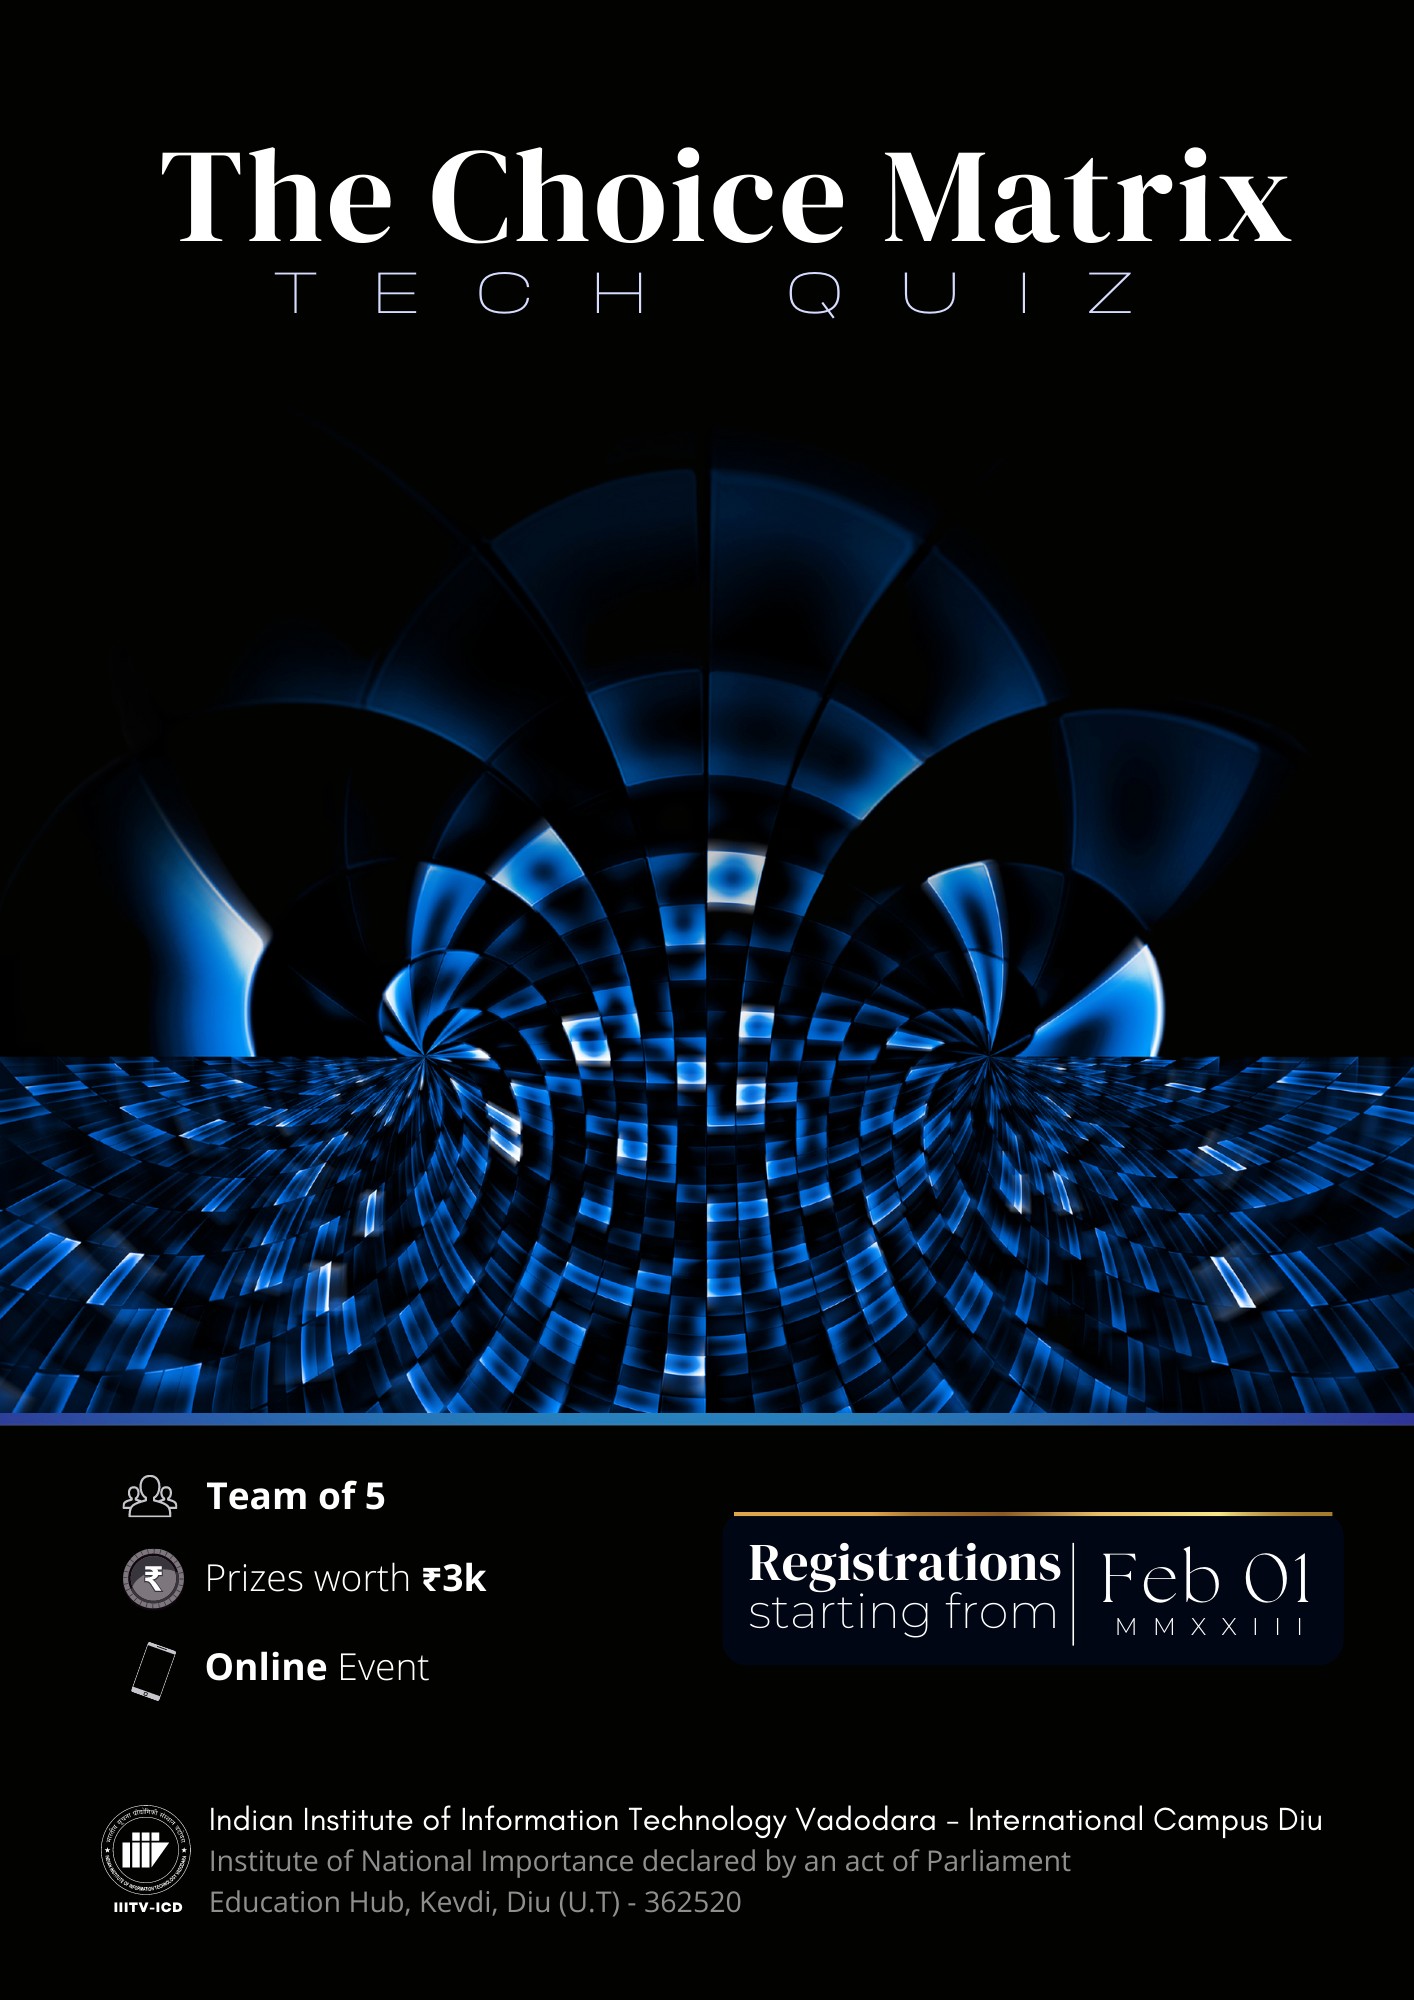 The Choice Matrix
TECH QUIZ
Team of 5
₹
Prizes worth ₹3k
Online Event
Registrations
starting from
Feb 01
MMXXIII
Indian Institute of Information Technology Vadodara - International Campus Diu
Institute of National Importance declared by an act of Parliament
Education Hub, Kevdi, Diu (U.T) - 362520
IIITV-ICD